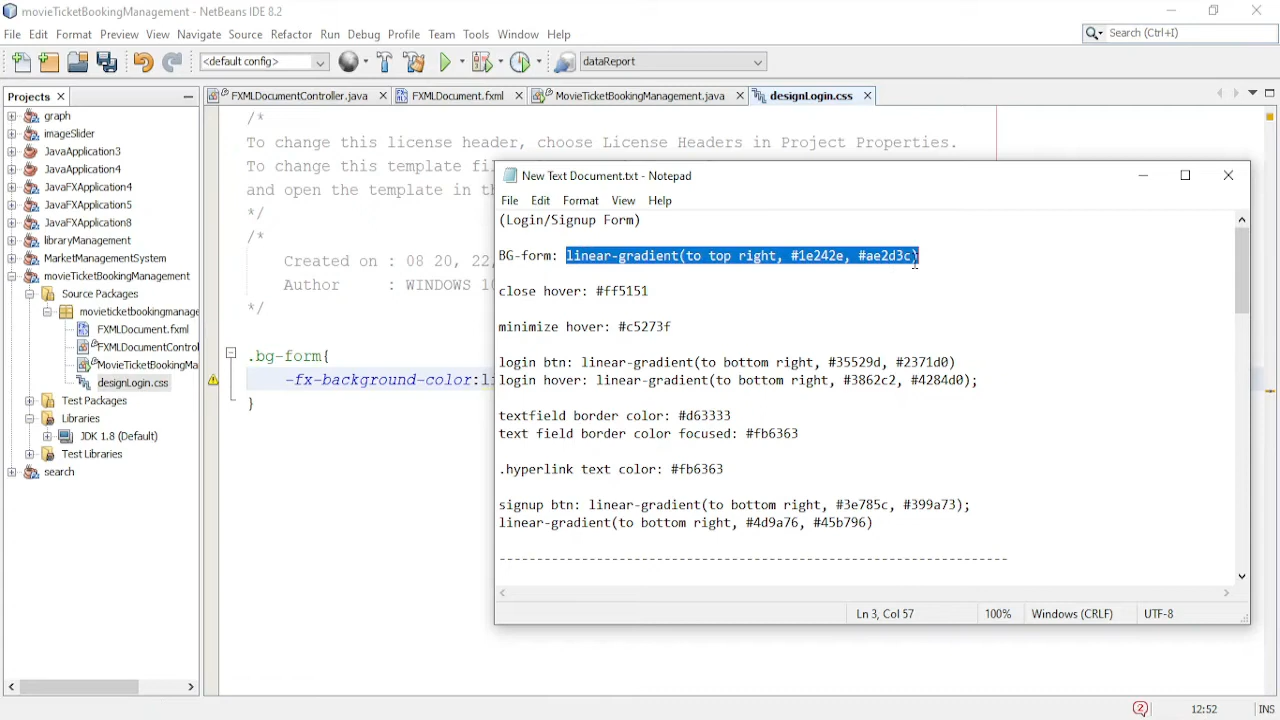 movieTicketBookingManagement - NetBeans IDE 8.2
File Edit Format Preview View Navigate Source Refactor Run Debug Profile Team Tools Window Help
Search (Ctrl+I)
<default config>
dataReport
Projects
FXMLDocumentController.java
FXMLDocument.fxml
MovieTicketBookingManagement.java
designLogin.css
graph
imageSlider
JavaApplication3
JavaApplication4
JavaFXApplication4
JavaFXApplication5
JavaFXApplication8
libraryManagement
MarketManagementSystem
movieTicketBookingManagement
Source Packages
movieticketbookingmanage
FXMLDocument.fxml
FXMLDocumentContro
MovieTicketBookingMa
designLogin.css
Test Packages
Libraries
JDK 1.8 (Default)
Test Libraries
search
/*
To change this license header, choose License Headers in Project Properties.
To change this template fi
and open the template in th
*/
/*
Created on : 08 20, 22,
Author : WINDOWS 10
*/
.bg-form{
-fx-background-color:li
}
New Text Document.txt - Notepad
File Edit Format View Help
(Login/Signup Form)
BG-form: linear-gradient(to top right, #1e242e, #ae2d3c)
close hover: #ff5151
minimize hover: #c5273f
login btn: linear-gradient(to bottom right, #35529d, #2371d0)
login hover: linear-gradient(to bottom right, #3862c2, #4284d0);
textfield border color: #d63333
text field border color focused: #fb6363
.hyperlink text color: #fb6363
signup btn: linear-gradient(to bottom right, #3e785c, #399a73);
linear-gradient(to bottom right, #4d9a76, #45b796)
--------------------------------------------------------------------
Ln 3, Col 57
100%
Windows (CRLF)
UTF-8
2
12:52
INS